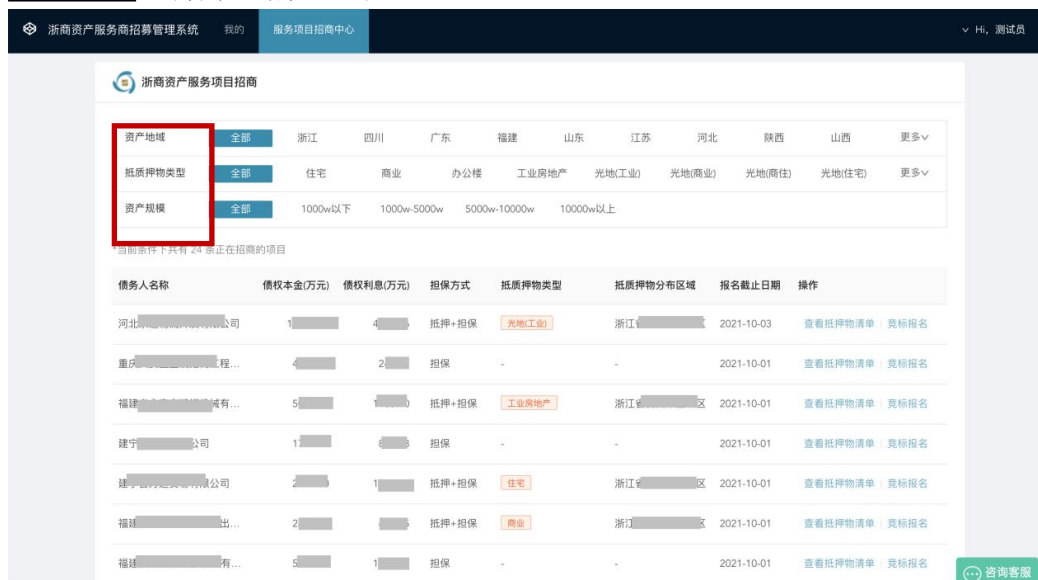 浙商资产服务商招募管理系统 我的 服务项目招商中心 Hi, 测试员
浙商资产服务项目招商
资产地域 全部 浙江 四川 广东 福建 山东 江苏 河北 陕西 山西 更多
抵质押物类型 全部 住宅 商业 办公楼 工业房地产 光地(工业) 光地(商业) 光地(商住) 光地(住宅) 更多
资产规模 全部 1000w以下 1000w-5000w 5000w-10000w 10000w以上
*当前条件下共有 24 条正在招商的项目
债务人名称 债权本金(万元) 债权利息(万元) 担保方式 抵质押物类型 抵质押物分布区域 报名截止日期 操作
河北 公司 1 4 抵押+担保 光地(工业) 浙江 2021-10-03 查看抵押物清单 竞标报名
重庆 程... 2 担保 - - 2021-10-01 查看抵押物清单 竞标报名
福建 械有... 5 1 抵押+担保 工业房地产 浙江 区 2021-10-01 查看抵押物清单 竞标报名
建宁 公司 1 担保 - - 2021-10-01 查看抵押物清单 竞标报名
建 公司 1 抵押+担保 住宅 浙江 区 2021-10-01 查看抵押物清单 竞标报名
福建 出... 2 抵押+担保 商业 浙江 2021-10-01 查看抵押物清单 竞标报名
福建 有... 5 1 担保 - - 2021-10-01 查看抵押物清单 竞标报名
咨询客服